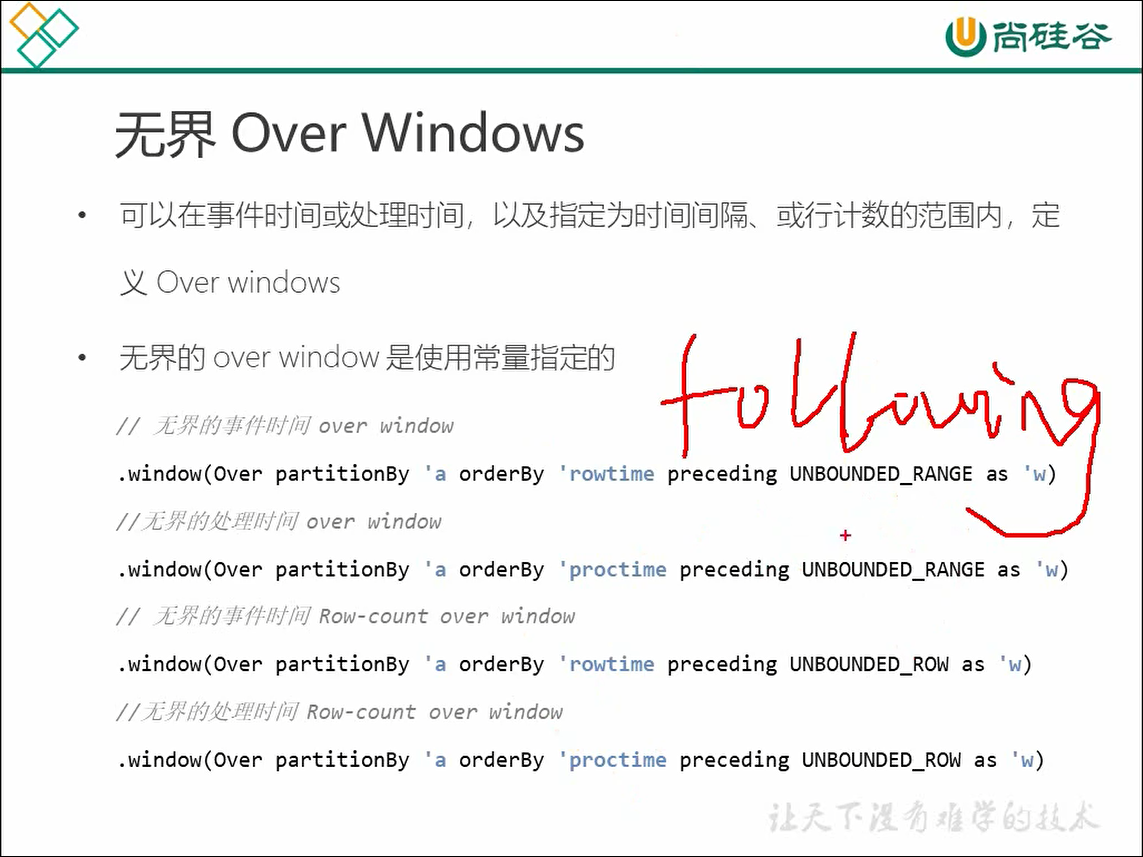 尚硅谷
无界 Over Windows
• 可以在事件时间或处理时间，以及指定为时间间隔、或行计数的范围内，定
义 Over windows
• 无界的 over window 是使用常量指定的
following
// 无界的事件时间 over window
.window(Over partitionBy 'a orderBy 'rowtime preceding UNBOUNDED_RANGE as 'w)
//无界的处理时间 over window
.window(Over partitionBy 'a orderBy 'proctime preceding UNBOUNDED_RANGE as 'w)
// 无界的事件时间 Row-count over window
.window(Over partitionBy 'a orderBy 'rowtime preceding UNBOUNDED_ROW as 'w)
//无界的处理时间 Row-count over window
.window(Over partitionBy 'a orderBy 'proctime preceding UNBOUNDED_ROW as 'w)
让天下没有难学的技术